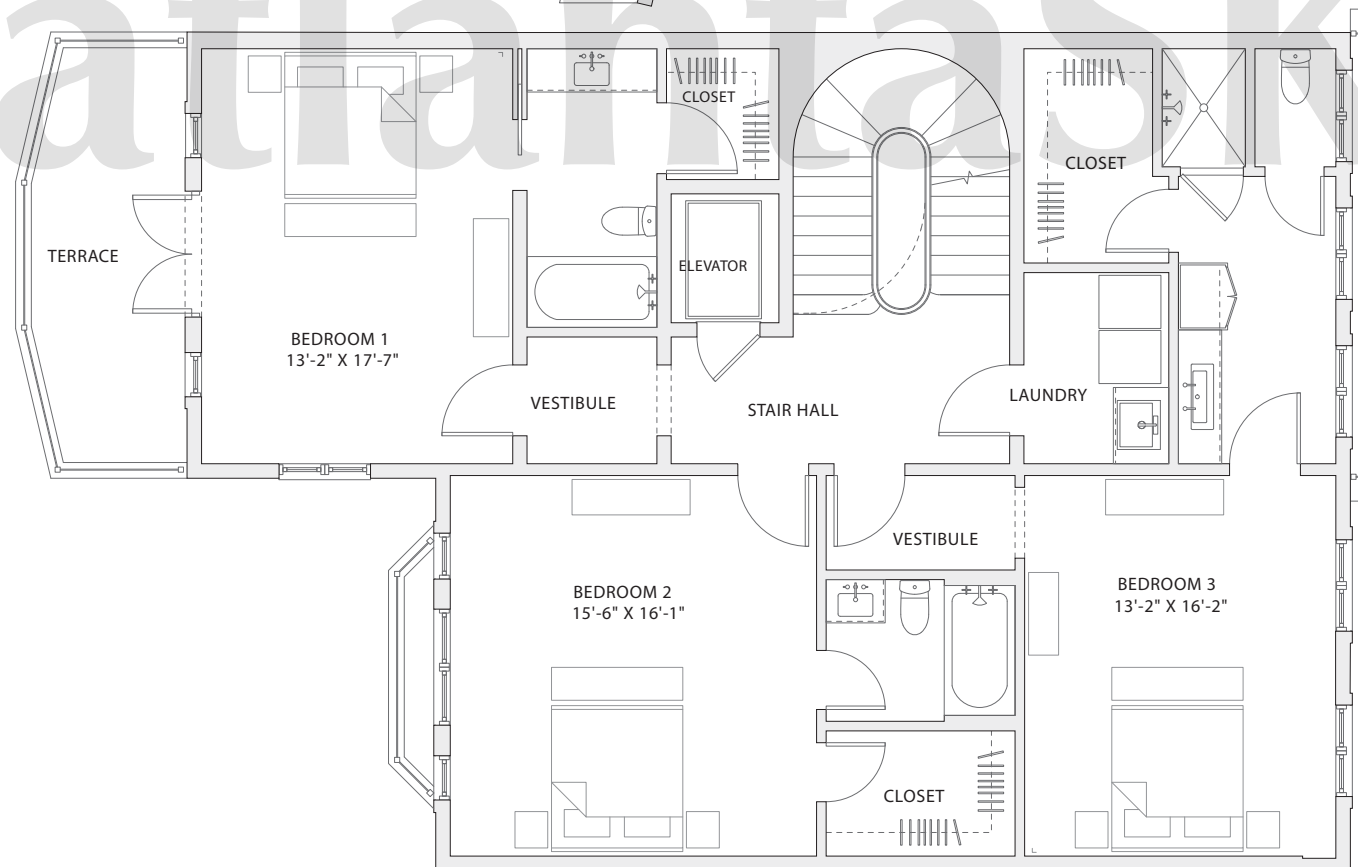 atlantaSk
CLOSET
CLOSET
TERRACE
ELEVATOR
BEDROOM 1
13'-2" X 17'-7"
VESTIBULE
STAIR HALL
LAUNDRY
VESTIBULE
BEDROOM 2
15'-6" X 16'-1"
BEDROOM 3
13'-2" X 16'-2"
CLOSET